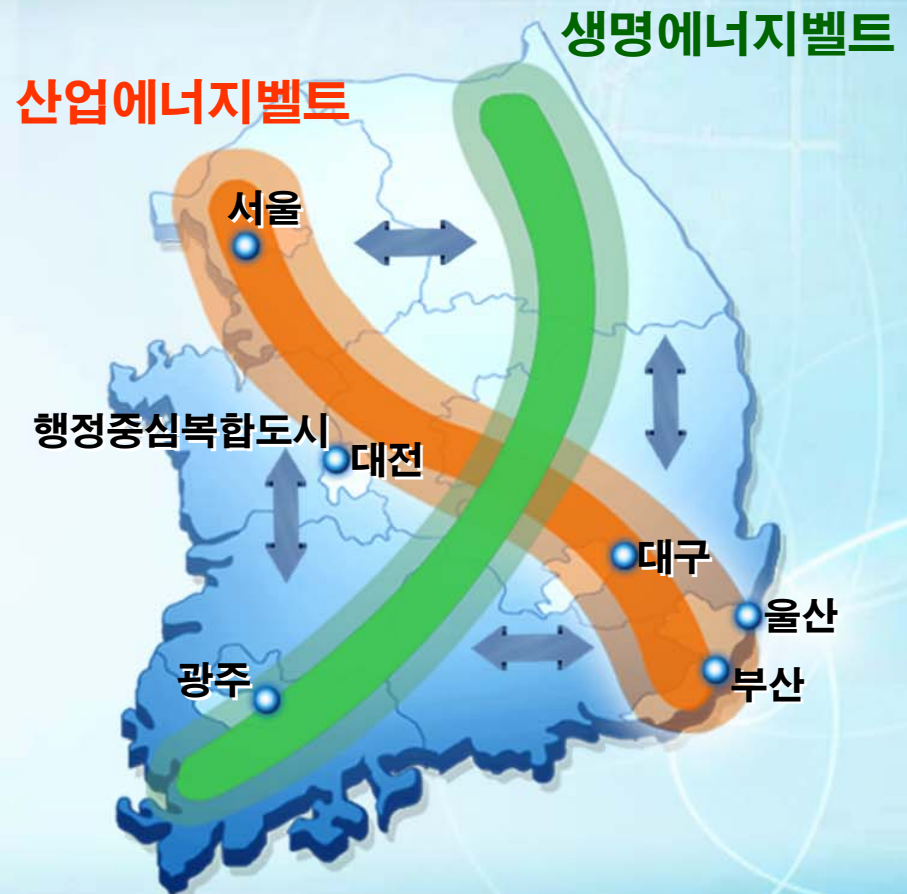 생명에너지벨트
산업에너지벨트
서울
행정중심복합도시
대전
대구
울산
광주
부산